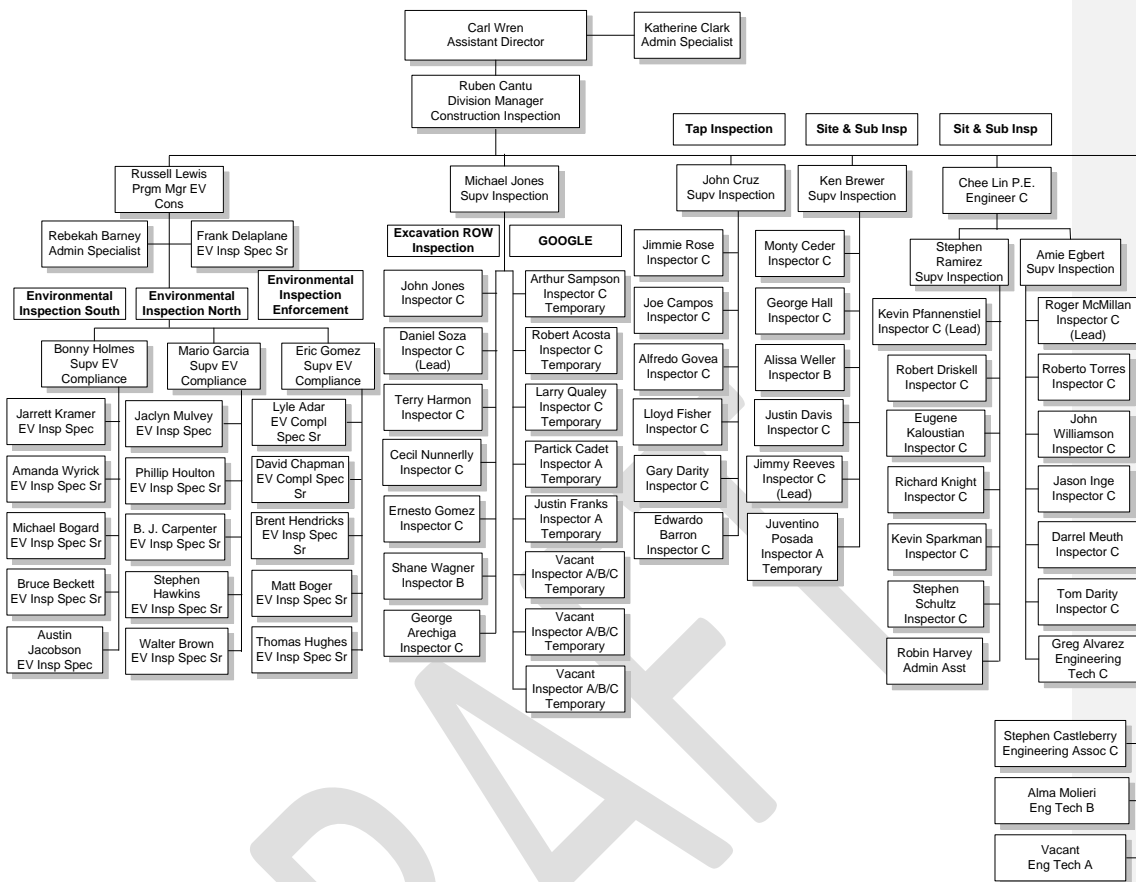 Carl Wren
Assistant Director
Katherine Clark
Admin Specialist
Ruben Cantu
Division Manager
Construction Inspection
Tap Inspection
Site & Sub Insp
Sit & Sub Insp
Russell Lewis
Prgm Mgr EV
Cons
Michael Jones
Supv Inspection
John Cruz
Supv Inspection
Ken Brewer
Supv Inspection
Chee Lin P.E.
Engineer C
Rebekah Barney
Admin Specialist
Frank Delaplane
EV Insp Spec Sr
Environmental
Inspection South
Environmental
Inspection North
Environmental
Inspection
Enforcement
Bonny Holmes
Supv EV
Compliance
Mario Garcia
Supv EV
Compliance
Eric Gomez
Supv EV
Compliance
Jarrett Kramer
EV Insp Spec
Amanda Wyrick
EV Insp Spec Sr
Michael Bogard
EV Insp Spec Sr
Bruce Beckett
EV Insp Spec Sr
Austin
Jacobson
EV Insp Spec
Jaclyn Mulvey
EV Insp Spec
Phillip Houlton
EV Insp Spec Sr
B. J. Carpenter
EV Insp Spec Sr
Stephen
Hawkins
EV Insp Spec Sr
Walter Brown
EV Insp Spec Sr
Lyle Adar
EV Compl
Spec Sr
David Chapman
EV Compl Spec
Sr
Brent Hendricks
EV Insp Spec
Sr
Matt Boger
EV Insp Spec Sr
Thomas Hughes
EV Insp Spec Sr
Excavation ROW
Inspection
John Jones
Inspector C
Daniel Soza
Inspector C
(Lead)
Terry Harmon
Inspector C
Cecil Nunnerlly
Inspector C
Ernesto Gomez
Inspector C
Shane Wagner
Inspector B
George
Arechiga
Inspector C
GOOGLE
Arthur Sampson
Inspector C
Temporary
Robert Acosta
Inspector C
Temporary
Larry Qualey
Inspector C
Temporary
Partick Cadet
Inspector A
Temporary
Justin Franks
Inspector A
Temporary
Vacant
Inspector A/B/C
Temporary
Vacant
Inspector A/B/C
Temporary
Vacant
Inspector A/B/C
Temporary
Jimmie Rose
Inspector C
Joe Campos
Inspector C
Alfredo Govea
Inspector C
Lloyd Fisher
Inspector C
Gary Darity
Inspector C
Edwardo
Barron
Inspector C
Monty Ceder
Inspector C
George Hall
Inspector C
Alissa Weller
Inspector B
Justin Davis
Inspector C
Jimmy Reeves
Inspector C
(Lead)
Juventino
Posada
Inspector A
Temporary
Stephen
Ramirez
Supv Inspection
Kevin Pfannenstiel
Inspector C (Lead)
Robert Driskell
Inspector C
Eugene
Kaloustian
Inspector C
Richard Knight
Inspector C
Kevin Sparkman
Inspector C
Stephen
Schultz
Inspector C
Robin Harvey
Admin Asst
Amie Egbert
Supv Inspection
Roger McMillan
Inspector C
(Lead)
Roberto Torres
Inspector C
John
Williamson
Inspector C
Jason Inge
Inspector C
Darrel Meuth
Inspector C
Tom Darity
Inspector C
Greg Alvarez
Engineering
Tech C
Stephen Castleberry
Engineering Assoc C
Alma Molieri
Eng Tech B
Vacant
Eng Tech A
DRAFT